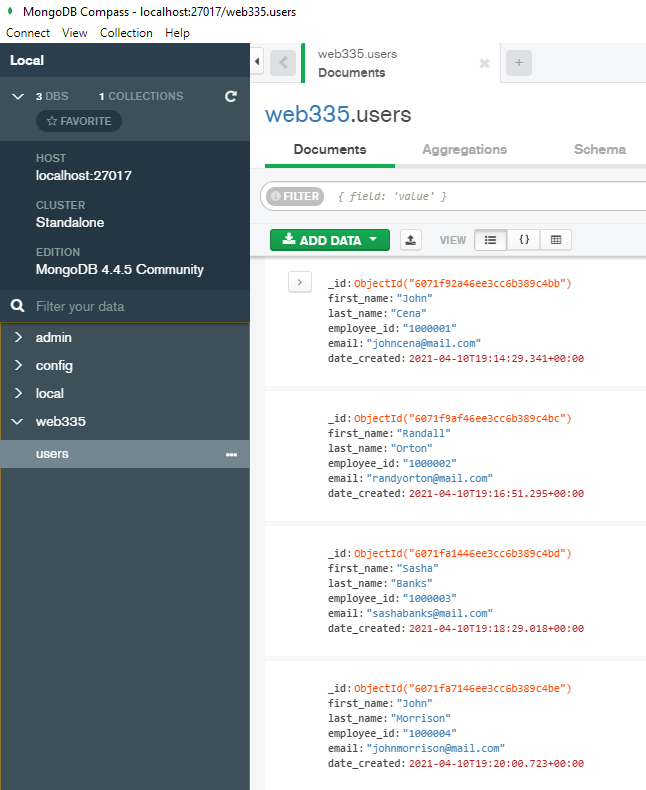 MongoDB Compass - localhost:27017/web335.users
Connect View Collection Help
Local
3 DBS 1 COLLECTIONS
FAVORITE
HOST
localhost:27017
CLUSTER
Standalone
EDITION
MongoDB 4.4.5 Community
Filter your data
admin
config
local
web335
users
web335.users
Documents
web335.users
Documents Aggregations Schema
FILTER { field: 'value' }
ADD DATA VIEW {}
_id: ObjectId("6071f92a46ee3cc6b389c4bb")
first_name: "John"
last_name: "Cena"
employee_id: "1000001"
email: "johncena@mail.com"
date_created: 2021-04-10T19:14:29.341+00:00
_id: ObjectId("6071f9af46ee3cc6b389c4bc")
first_name: "Randall"
last_name: "Orton"
employee_id: "1000002"
email: "randyorton@mail.com"
date_created: 2021-04-10T19:16:51.295+00:00
_id: ObjectId("6071fa1446ee3cc6b389c4bd")
first_name: "Sasha"
last_name: "Banks"
employee_id: "1000003"
email: "sashabanks@mail.com"
date_created: 2021-04-10T19:18:29.018+00:00
_id: ObjectId("6071fa7146ee3cc6b389c4be")
first_name: "John"
last_name: "Morrison"
employee_id: "1000004"
email: "johnmorrison@mail.com"
date_created: 2021-04-10T19:20:00.723+00:00